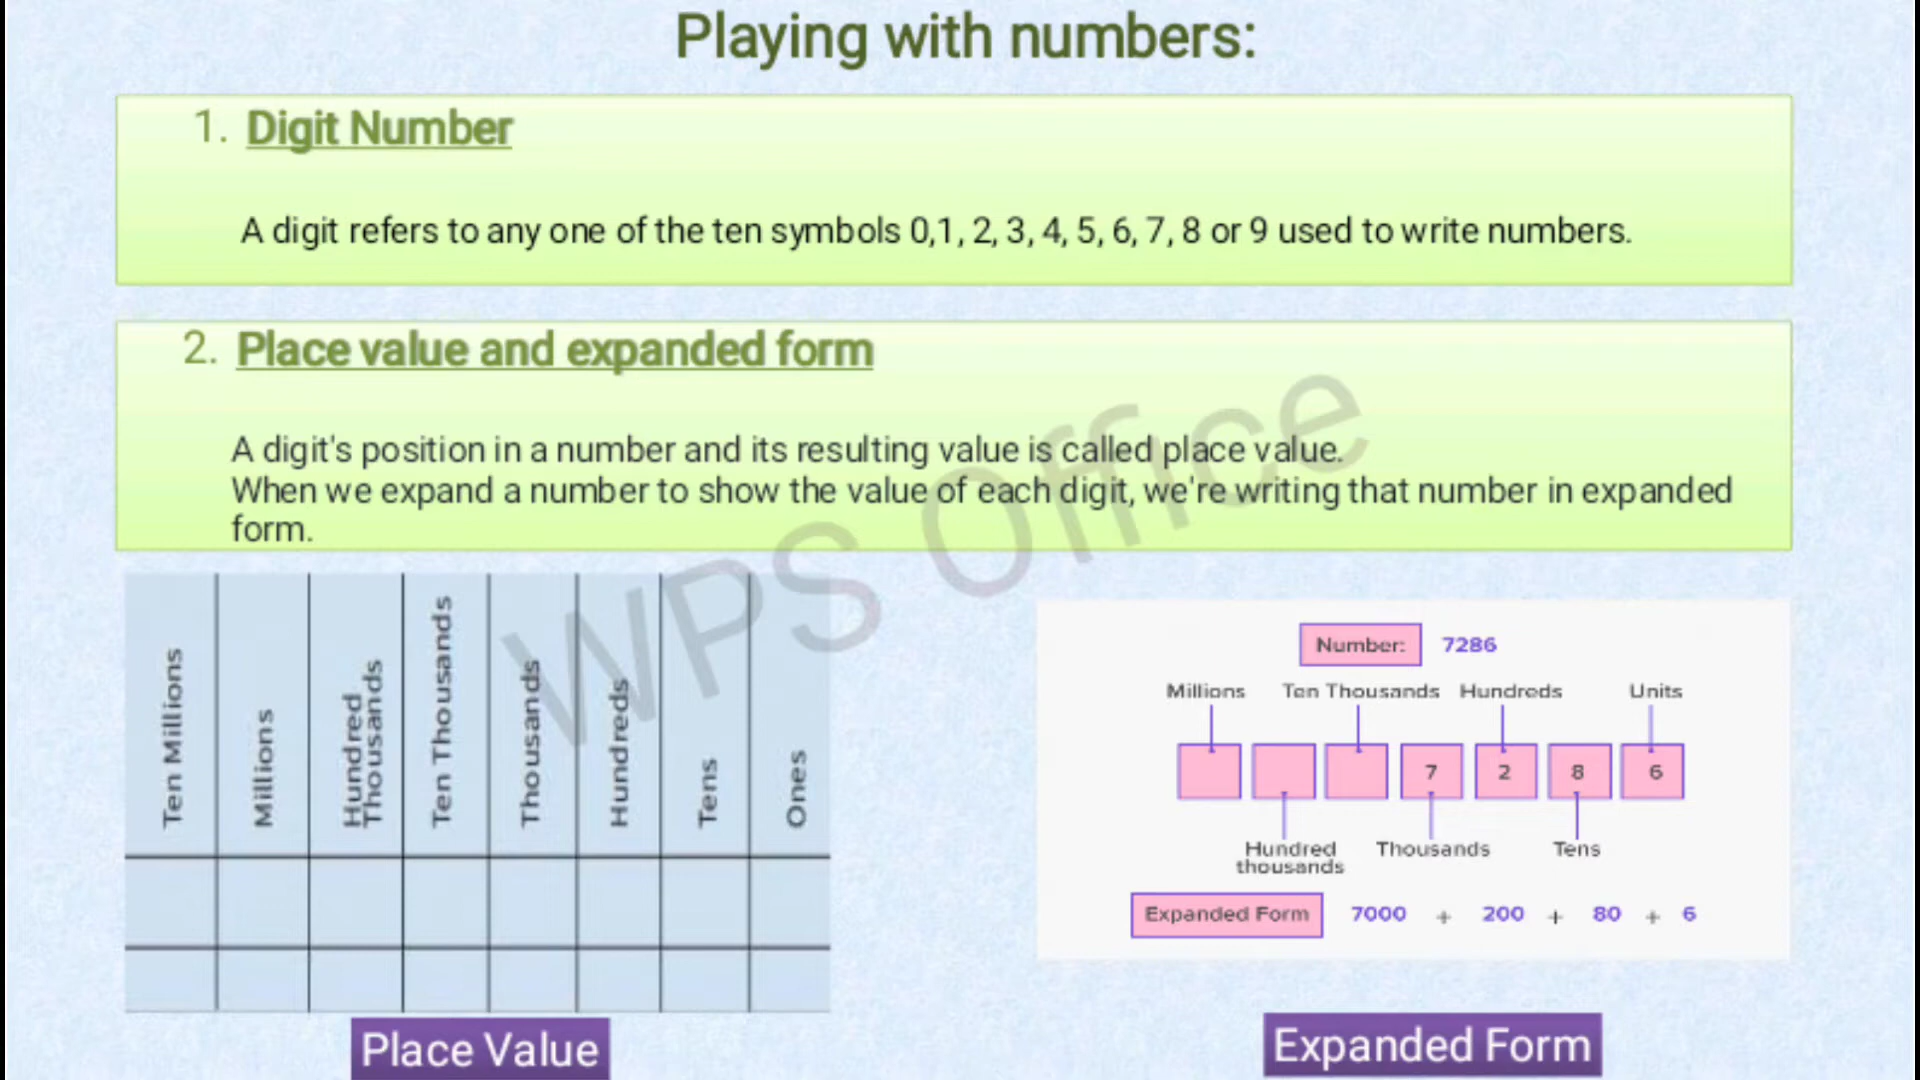 Playing with numbers:
1. Digit Number
A digit refers to any one of the ten symbols 0,1, 2, 3, 4, 5, 6, 7, 8 or 9 used to write numbers.
2. Place value and expanded form
A digit's position in a number and its resulting value is called place value.
When we expand a number to show the value of each digit, we're writing that number in expanded
form.
WPS Office
Ten Millions
Millions
Hundred
Thousands
Ten Thousands
Thousands
Hundreds
Tens
Ones
Place Value
Number: 7286
Millions Ten Thousands Hundreds Units
7 2 8 6
Hundred
thousands
Thousands Tens
Expanded Form 7000 + 200 + 80 + 6
Expanded Form